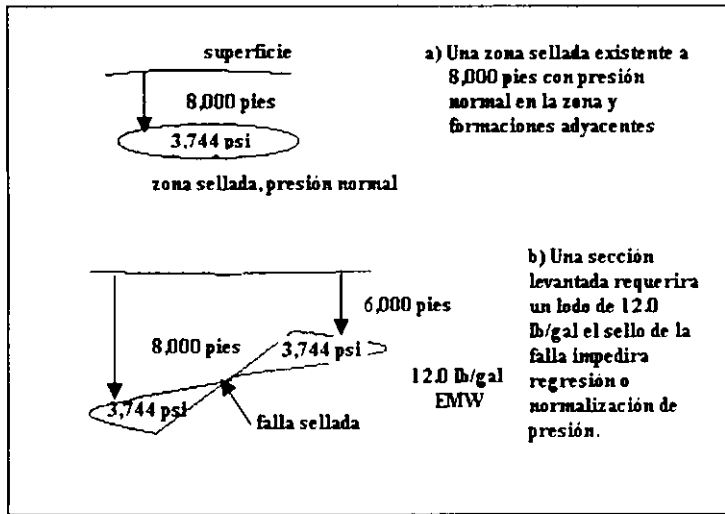 superficie
8,000 pies
3,744 psi
zona sellada, presión normal
a) Una zona sellada existente a
8,000 pies con presión
normal en la zona y
formaciones adyacentes
6,000 pies
8,000 pies
3,744 psi
3,744 psi
falla sellada
12.0 lb/gal
EMW
b) Una sección
levantada requerira
un lodo de 12.0
Lb/gal el sello de la
falla impedira
regresión o
normalización de
presión.